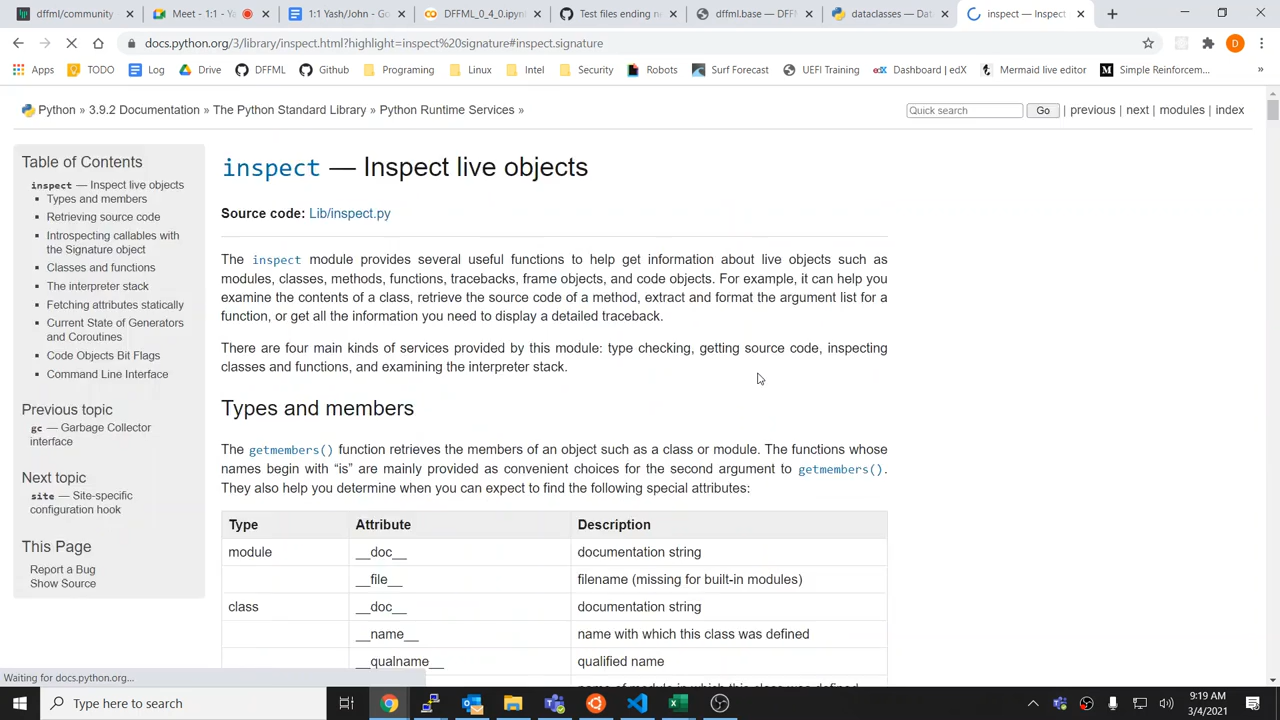 dffml/community
Meet - 1:1 - Ya
1:1 Yash/John - Go
DFFML_0_4_0.ipyn
Test files ending .ne
dffml.base — DFFM
dataclasses — Dat
inspect — Inspect
docs.python.org/3/library/inspect.html?highlight=inspect%20signature#inspect.signature
Apps
TODO
Log
Drive
DFFML
Github
Programing
Linux
Intel
Security
Robots
Surf Forecast
UEFI Training
Dashboard | edX
Mermaid live editor
Simple Reinforcem...
Python » 3.9.2 Documentation » The Python Standard Library » Python Runtime Services »
Quick search
Go
| previous | next | modules | index
Table of Contents
inspect — Inspect live objects
Types and members
Retrieving source code
Introspecting callables with
the Signature object
Classes and functions
The interpreter stack
Fetching attributes statically
Current State of Generators
and Coroutines
Code Objects Bit Flags
Command Line Interface
Previous topic
gc — Garbage Collector
interface
Next topic
site — Site-specific
configuration hook
This Page
Report a Bug
Show Source
inspect — Inspect live objects
Source code: Lib/inspect.py
The inspect module provides several useful functions to help get information about live objects such as
modules, classes, methods, functions, tracebacks, frame objects, and code objects. For example, it can help you
examine the contents of a class, retrieve the source code of a method, extract and format the argument list for a
function, or get all the information you need to display a detailed traceback.
There are four main kinds of services provided by this module: type checking, getting source code, inspecting
classes and functions, and examining the interpreter stack.
Types and members
The getmembers() function retrieves the members of an object such as a class or module. The functions whose
names begin with “is” are mainly provided as convenient choices for the second argument to getmembers().
They also help you determine when you can expect to find the following special attributes:
Type Attribute Description
module __doc__ documentation string
__file__ filename (missing for built-in modules)
class __doc__ documentation string
__name__ name with which this class was defined
__qualname__ qualified name
name of module in which this class was defined
Waiting for docs.python.org...
Type here to search
9:19 AM
3/4/2021